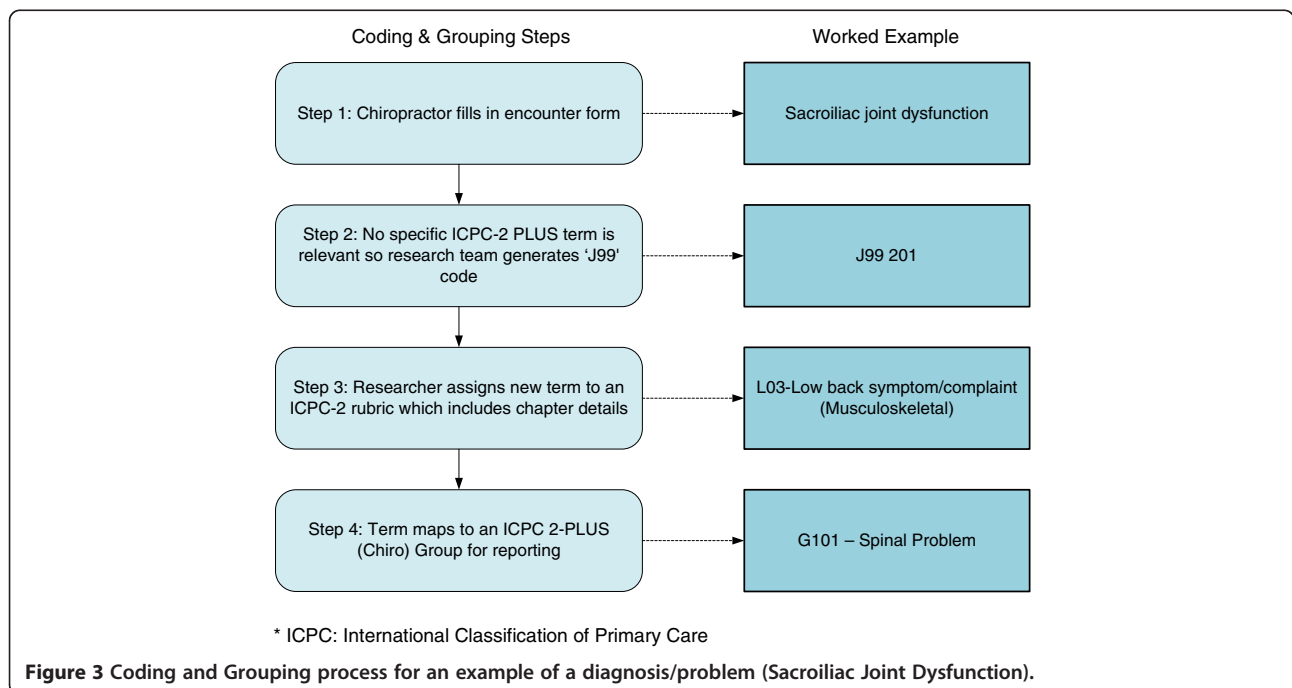 Coding & Grouping Steps
Worked Example
Step 1: Chiropractor fills in encounter form
Sacroiliac joint dysfunction
Step 2: No specific ICPC-2 PLUS term is
relevant so research team generates ‘J99'
code
J99 201
Step 3: Researcher assigns new term to an
ICPC-2 rubric which includes chapter details
L03-Low back symptom/complaint
(Musculoskeletal)
Step 4: Term maps to an ICPC 2-PLUS
(Chiro) Group for reporting
G101 – Spinal Problem
* ICPC: International Classification of Primary Care
Figure 3 Coding and Grouping process for an example of a diagnosis/problem (Sacroiliac Joint Dysfunction).